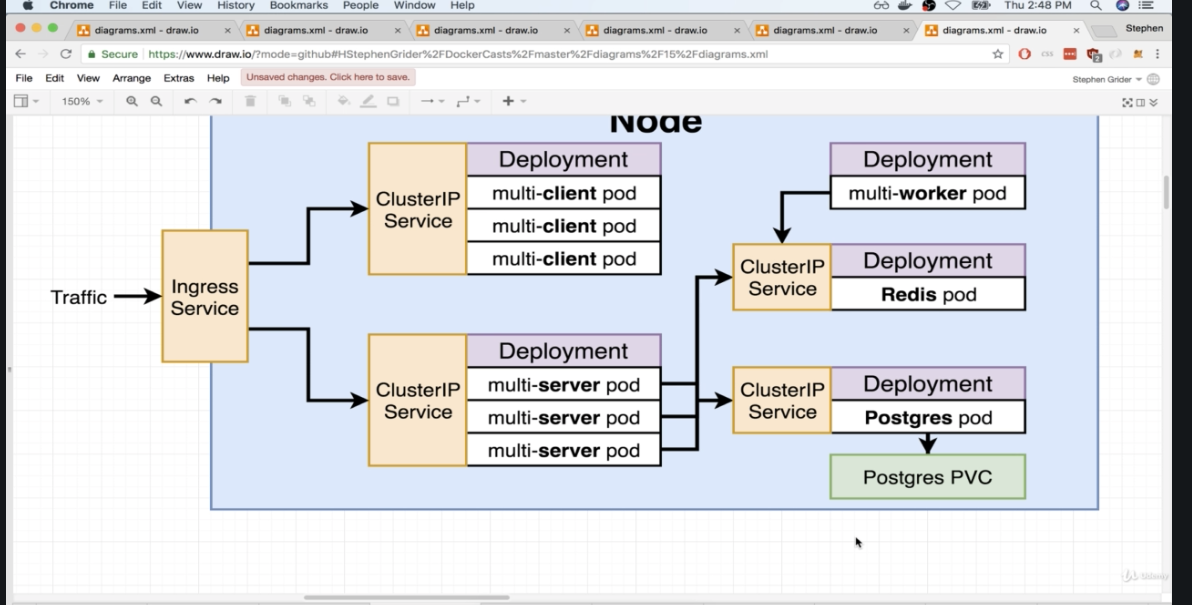 Chrome File Edit View History Bookmarks People Window Help
Thu 2:48 PM
diagrams.xml - draw.io
diagrams.xml - draw.io
diagrams.xml - draw.io
diagrams.xml - draw.io
diagrams.xml - draw.io
diagrams.xml - draw.io
Stephen
Secure https://www.draw.io/?mode=github#HStephenGrider%2FDockerCasts%2Fmaster%2Fdiagrams%2F15%2Fdiagrams.xml
File Edit View Arrange Extras Help Unsaved changes. Click here to save.
Stephen Grider
150%
Node
Deployment
multi-client pod
multi-client pod
multi-client pod
ClusterIP
Service
Deployment
multi-worker pod
Traffic
Ingress
Service
ClusterIP
Service
Deployment
Redis pod
ClusterIP
Service
Deployment
multi-server pod
multi-server pod
multi-server pod
ClusterIP
Service
Deployment
Postgres pod
Postgres PVC
Udemy